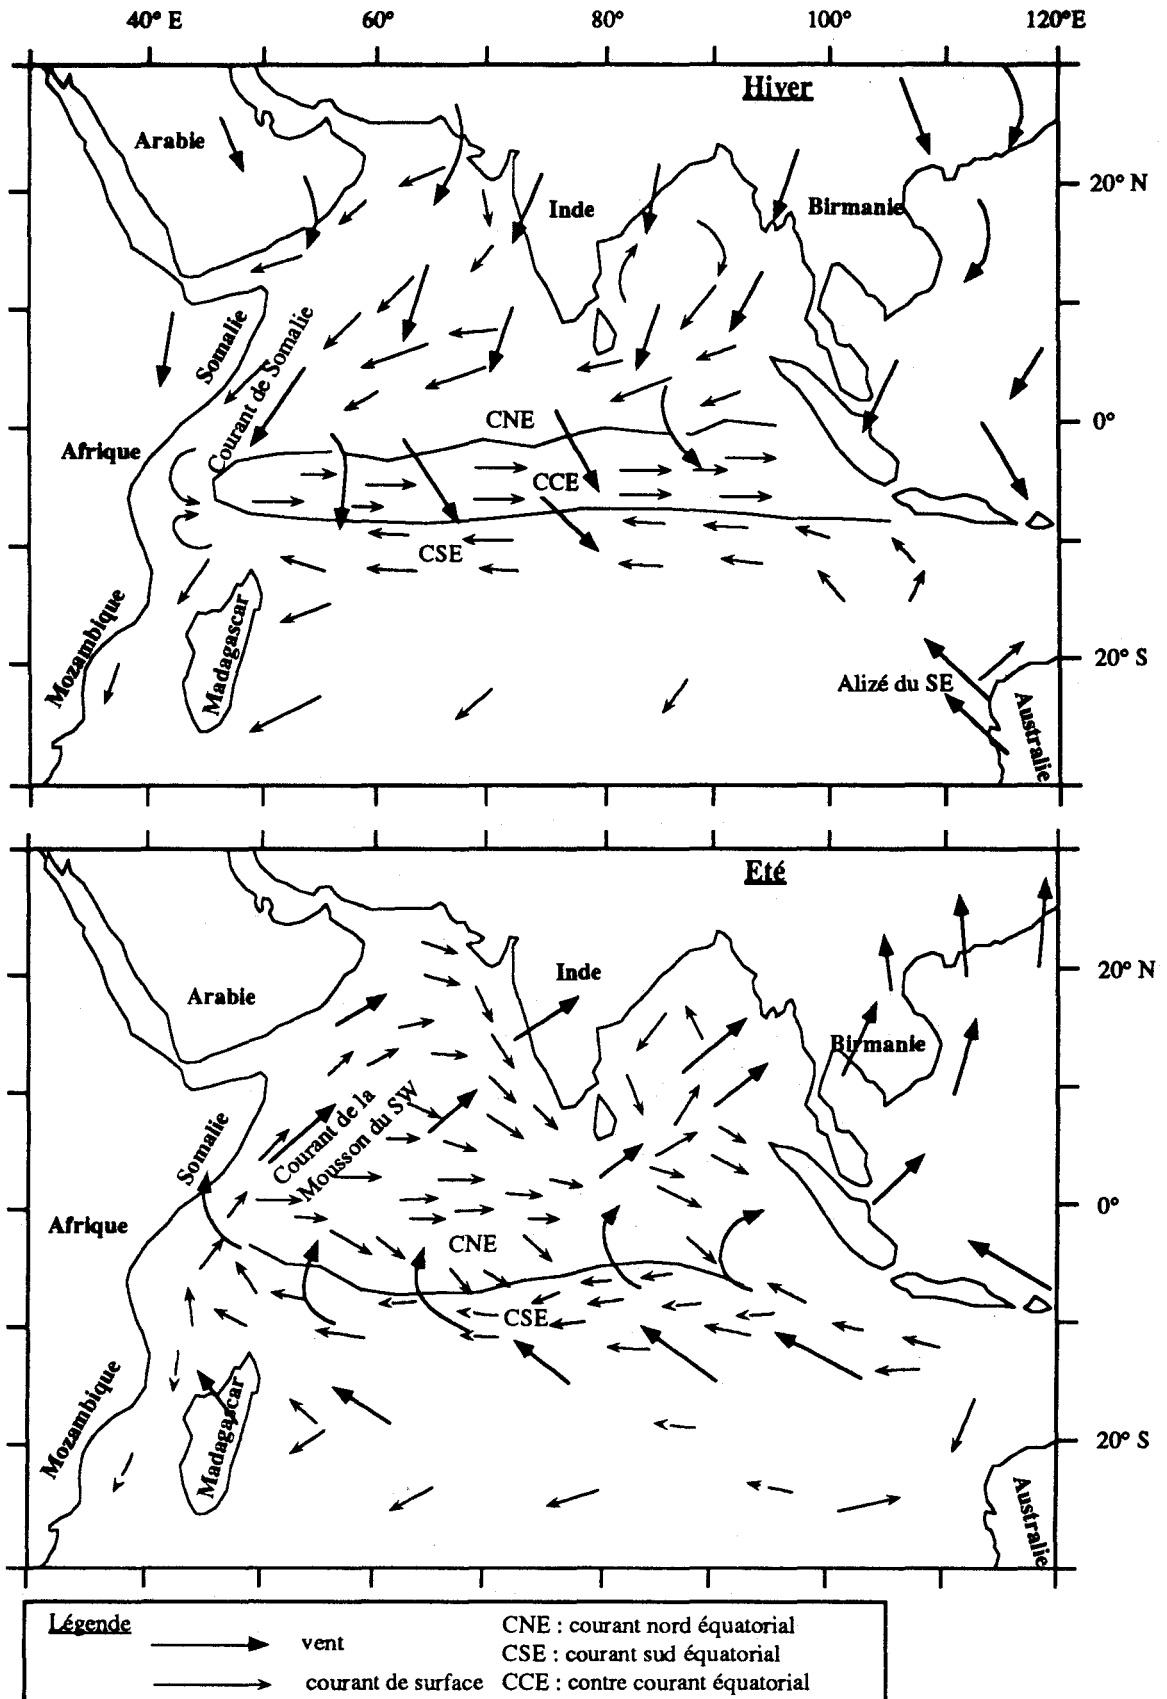 40° E 60° 80° 100° 120°E
Hiver
Arabie
20° N
Inde
Birmanie
Somalie
Courant de Somalie
CNE
0°
Afrique
CCE
CSE
Mozambique
Madagascar
20° S
Alizé du SE
Australie
Eté
20° N
Inde
Arabie
Birmanie
Courant de la
Mousson du SW
Somalie
0°
Afrique
CNE
CSE
Mozambique
Madagascar
20° S
Australie
Légende
vent
courant de surface
CNE : courant nord équatorial
CSE : courant sud équatorial
CCE : contre courant équatorial